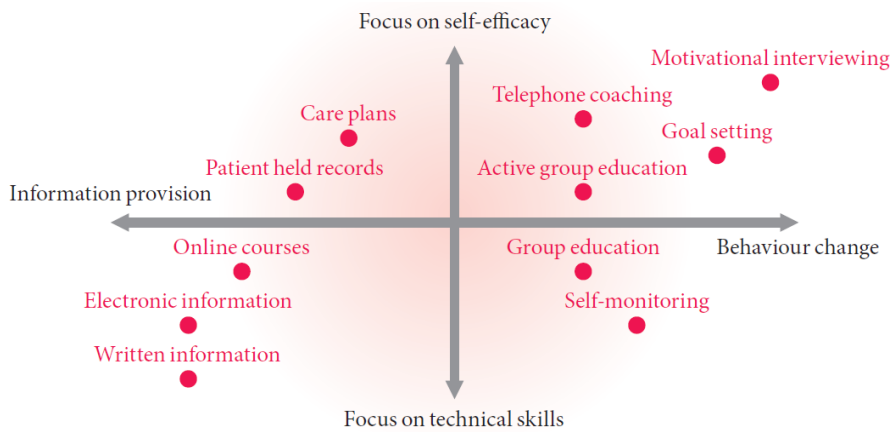 Focus on self-efficacy
Motivational interviewing
Telephone coaching
Care plans
Goal setting
Patient held records
Active group education
Information provision
Online courses
Group education
Behaviour change
Electronic information
Self-monitoring
Written information
Focus on technical skills